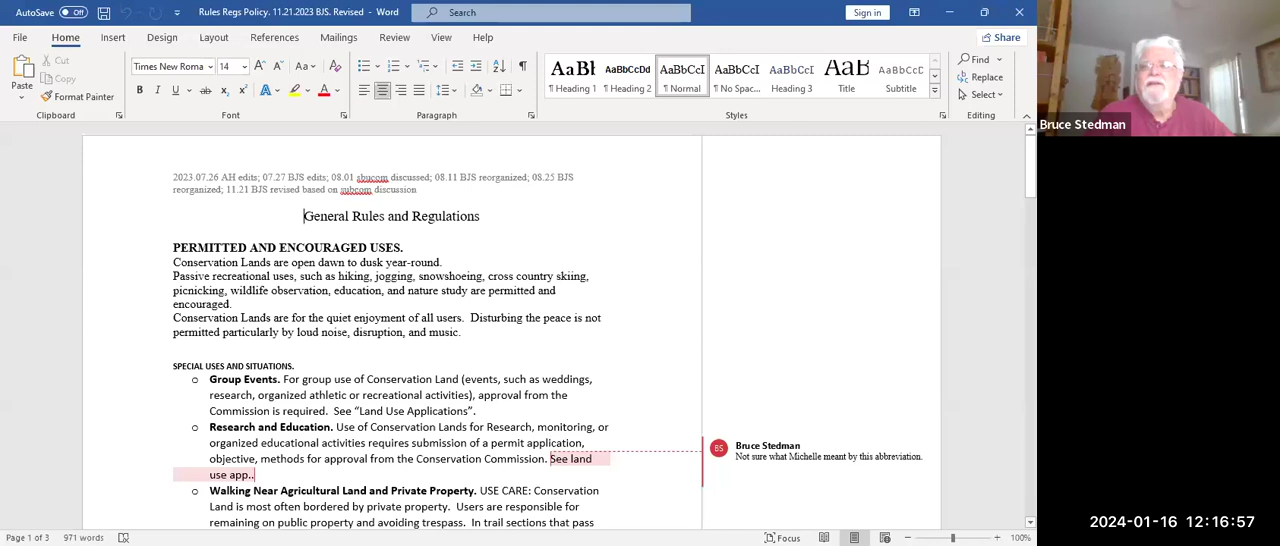 AutoSave Off Rules Regs Policy. 11.21.2023 BJS. Revised - Word Search Sign in
File Home Insert Design Layout References Mailings Review View Help Share
Paste Cut Copy Format Painter Times New Roma 14 Find Replace Select
AaBbC AaBbCcDd AaBbCcI AaBbCcI AaBbCcI AaB AaBbCcD
¶ Heading 1 ¶ Heading 2 ¶ Normal ¶ No Spac... Heading 3 Title Subtitle
Clipboard Font Paragraph Styles Editing
Bruce Stedman
2023.07.26 AH edits; 07.27 BJS edits; 08.01 sbucom discussed; 08.11 BJS reorganized; 08.25 BJS
reorganized; 11.21 BJS revised based on subcom discussion
General Rules and Regulations
PERMITTED AND ENCOURAGED USES.
Conservation Lands are open dawn to dusk year-round.
Passive recreational uses, such as hiking, jogging, snowshoeing, cross country skiing,
picnicking, wildlife observation, education, and nature study are permitted and
encouraged.
Conservation Lands are for the quiet enjoyment of all users. Disturbing the peace is not
permitted particularly by loud noise, disruption, and music.
SPECIAL USES AND SITUATIONS.
o Group Events. For group use of Conservation Land (events, such as weddings,
research, organized athletic or recreational activities), approval from the
Commission is required. See “Land Use Applications”.
o Research and Education. Use of Conservation Lands for Research, monitoring, or
organized educational activities requires submission of a permit application,
objective, methods for approval from the Conservation Commission. See land
use app..
BS Bruce Stedman
Not sure what Michelle meant by this abbreviation.
o Walking Near Agricultural Land and Private Property. USE CARE: Conservation
Land is most often bordered by private property. Users are responsible for
remaining on public property and avoiding trespass. In trail sections that pass
2024-01-16 12:16:57
Page 1 of 3 971 words Focus 100%